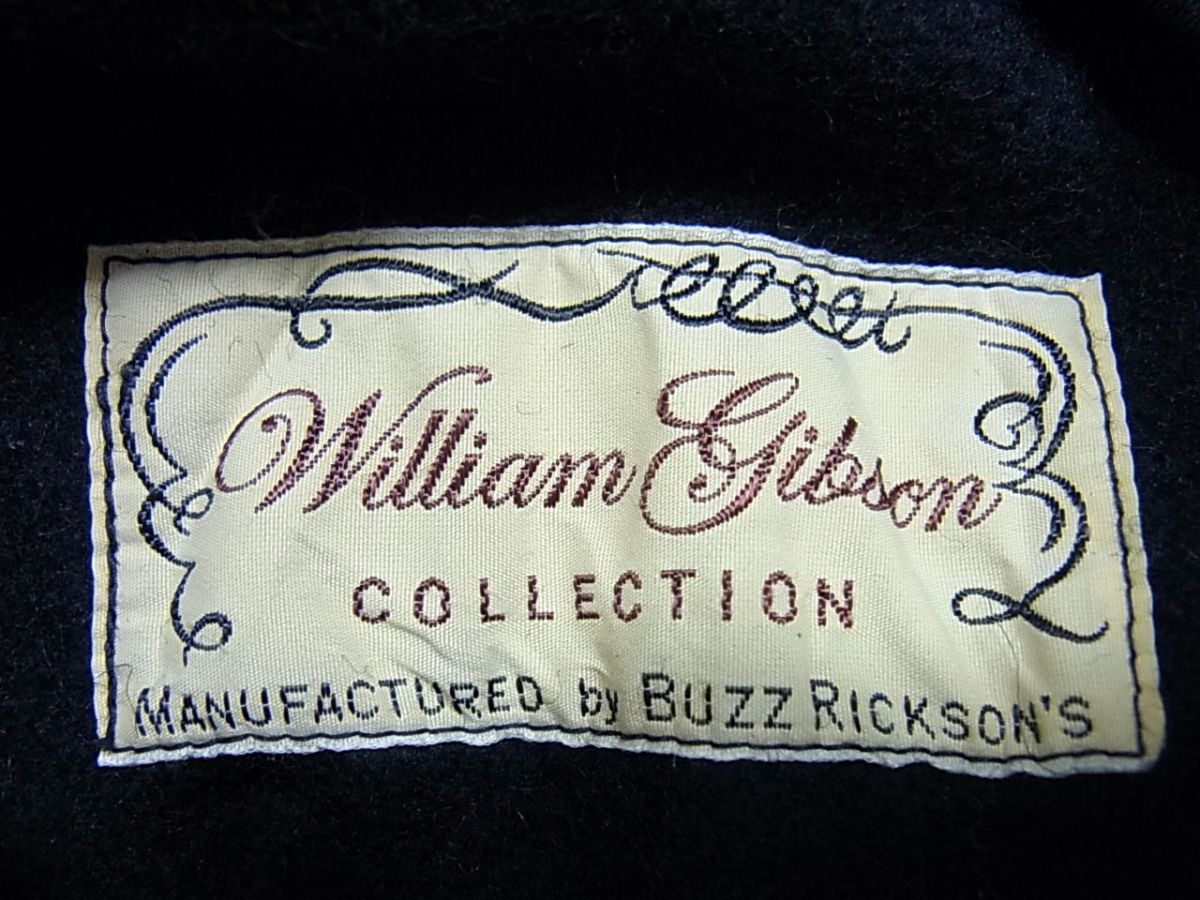 William Gibson
COLLECTION
MANUFACTURED by BUZZ RICKSON'S